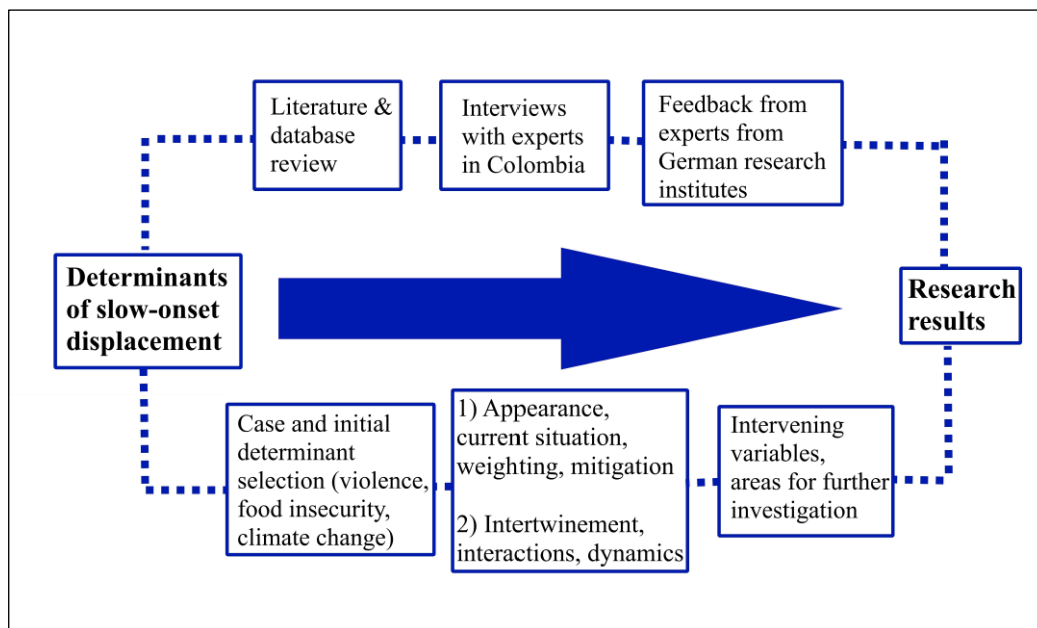 Literature &
database
review
Interviews
with experts
in Colombia
Feedback from
experts from
German research
institutes
Determinants
of slow-onset
displacement
Research
results
Case and initial
determinant
selection (violence,
food insecurity,
climate change)
1) Appearance,
current situation,
weighting, mitigation
2) Intertwinement,
interactions, dynamics
Intervening
variables,
areas for further
investigation